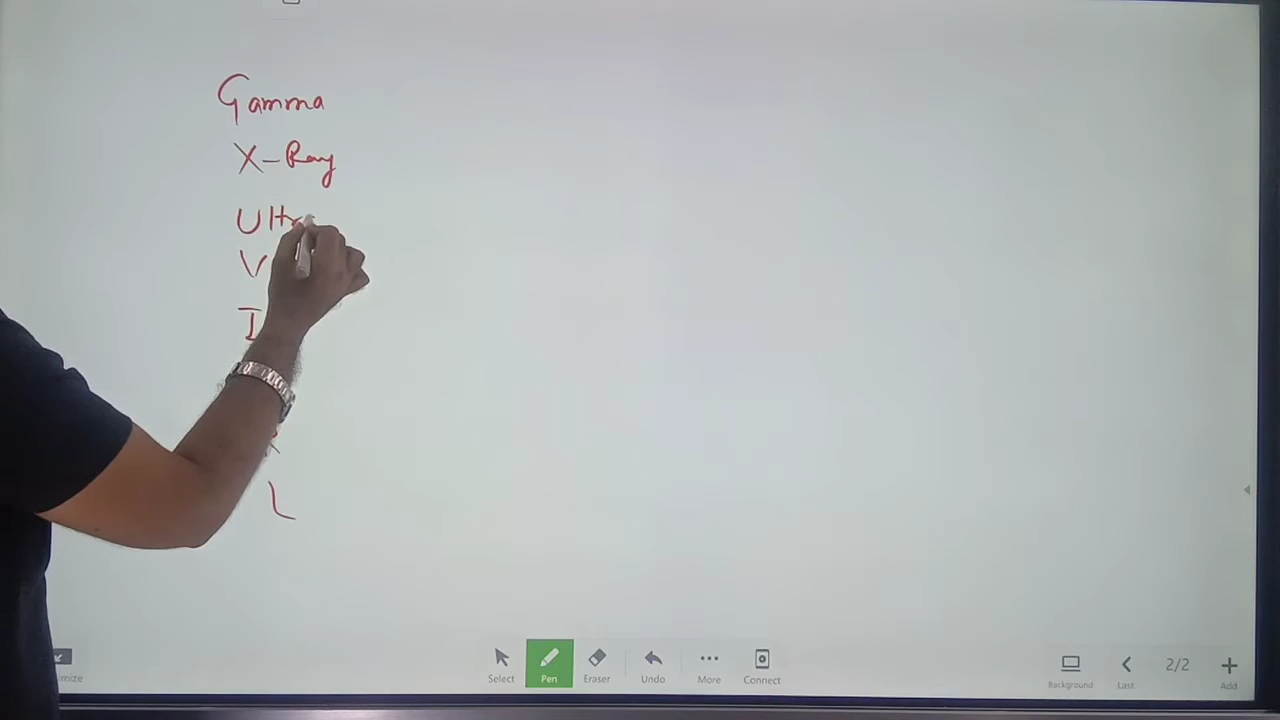 Gamma
X-Ray
Ultr
V
I
R
L
Select Pen Eraser Undo More Connect
Background Last 2/2 Add